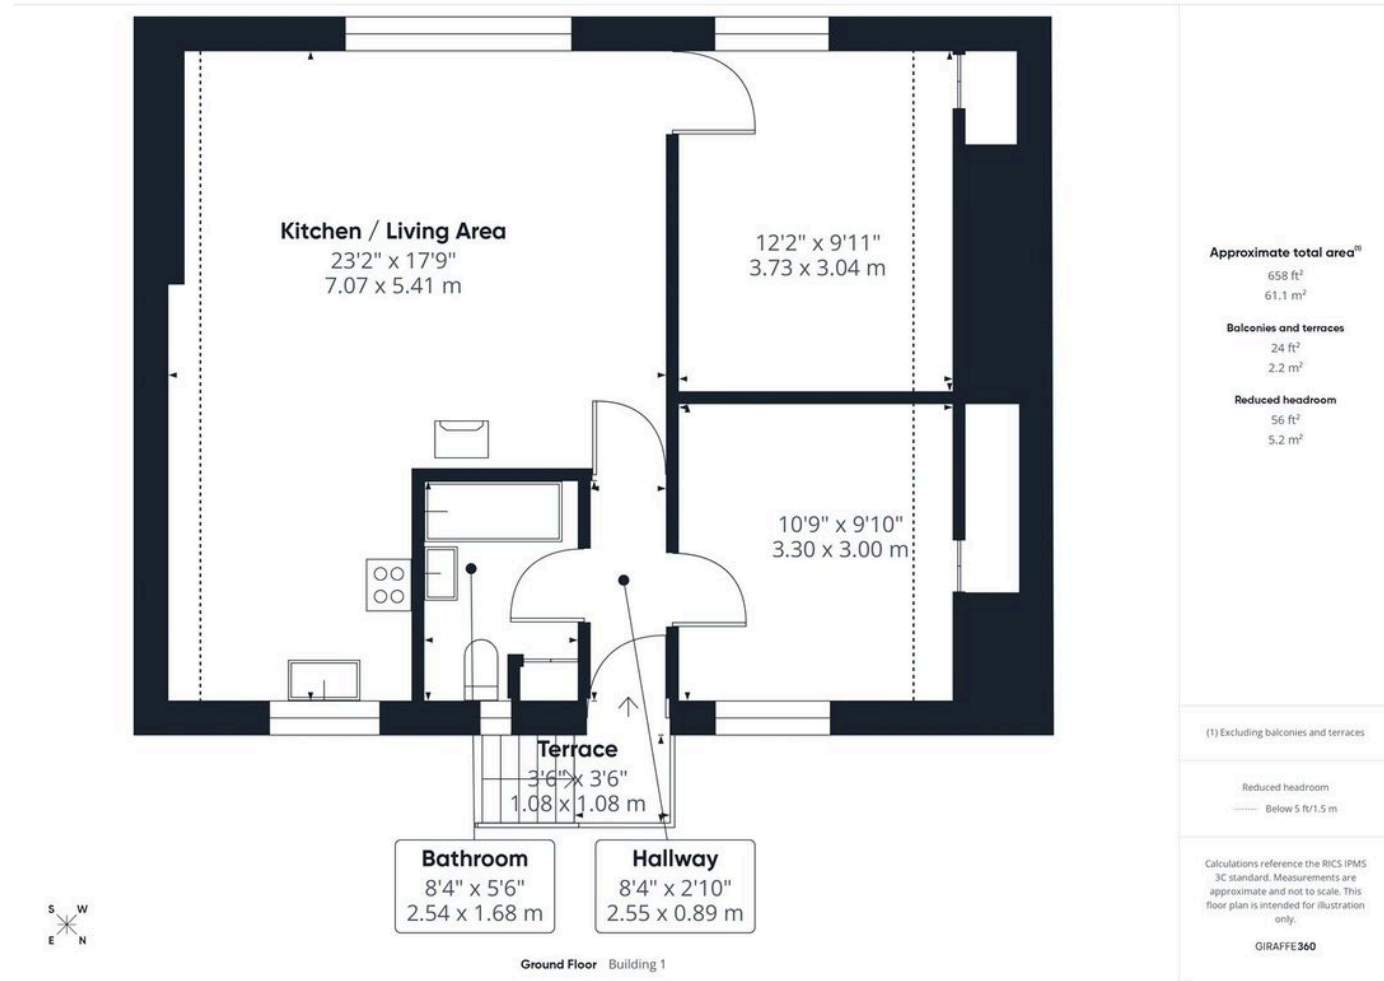 Kitchen / Living Area
23'2" x 17'9"
7.07 x 5.41 m
12'2" x 9'11"
3.73 x 3.04 m
10'9" x 9'10"
3.30 x 3.00 m
Terrace
3'6" x 3'6"
1.08 x 1.08 m
Bathroom
8'4" x 5'6"
2.54 x 1.68 m
Hallway
8'4" x 2'10"
2.55 x 0.89 m
S W
E N
Ground Floor Building 1
Approximate total area(1)
658 ft²
61.1 m²
Balconies and terraces
24 ft²
2.2 m²
Reduced headroom
56 ft²
5.2 m²
(1) Excluding balconies and terraces
Reduced headroom
Below 5 ft/1.5 m
Calculations reference the RICS IPMS
3C standard. Measurements are
approximate and not to scale. This
floor plan is intended for illustration
only.
GIRAFFE360